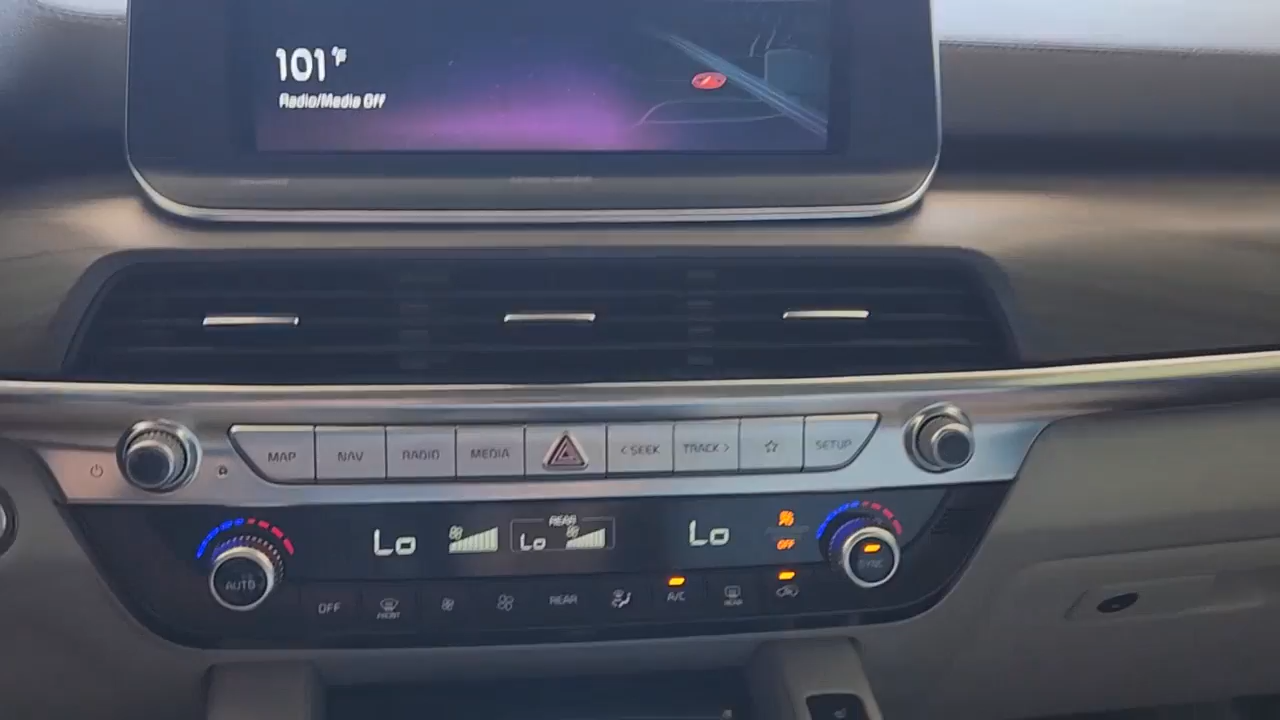 101°F
Radio/Media Off
MAP NAV RADIO MEDIA < SEEK TRACK > SETUP
REAR
Lo Lo Lo
OFF
AUTO SYNC
OFF FRONT REAR A/C REAR